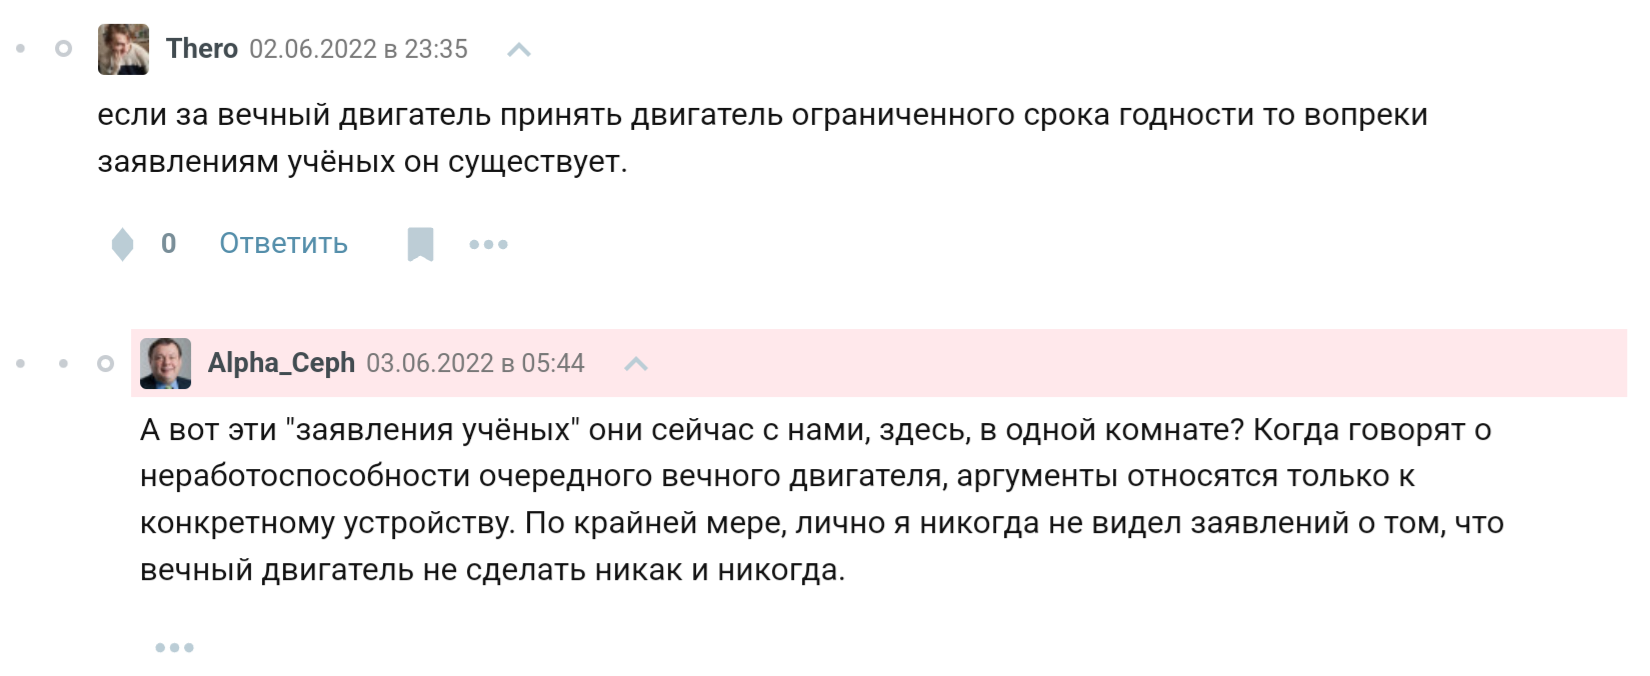 Thero 02.06.2022 в 23:35
если за вечный двигатель принять двигатель ограниченного срока годности то вопреки
заявлениям учёных он существует.
0 Ответить
Alpha_Ceph 03.06.2022 в 05:44
А вот эти "заявления учёных" они сейчас с нами, здесь, в одной комнате? Когда говорят о
неработоспособности очередного вечного двигателя, аргументы относятся только к
конкретному устройству. По крайней мере, лично я никогда не видел заявлений о том, что
вечный двигатель не сделать никак и никогда.